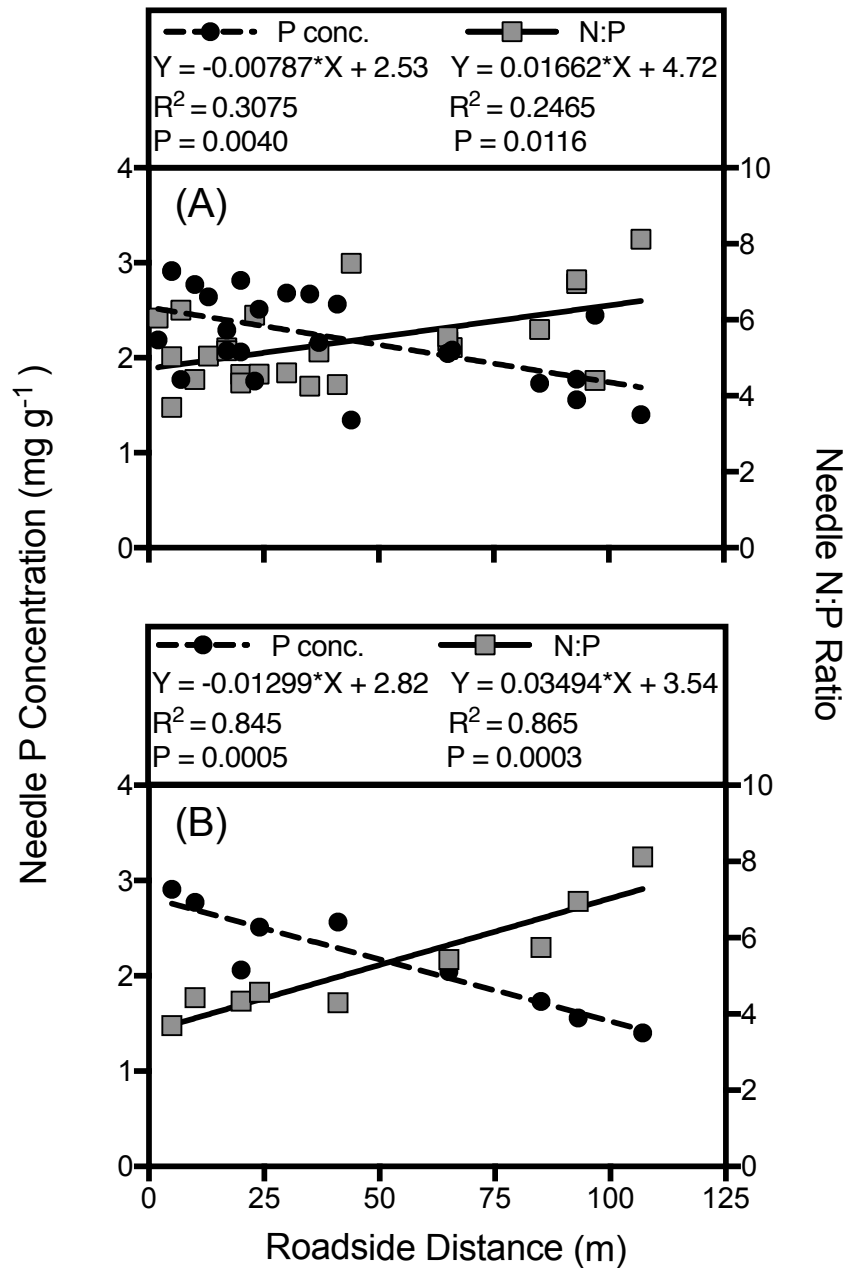 P conc. N:P
Y = -0.00787*X + 2.53 Y = 0.01662*X + 4.72
R² = 0.3075 R² = 0.2465
P = 0.0040 P = 0.0116
(A)
4
3
2
1
0
10
8
6
4
2
0
P conc. N:P
Y = -0.01299*X + 2.82 Y = 0.03494*X + 3.54
R² = 0.845 R² = 0.865
P = 0.0005 P = 0.0003
(B)
4
3
2
1
0
10
8
6
4
2
0
0 25 50 75 100 125
Roadside Distance (m)
Needle P Concentration (mg g⁻¹ )
Needle N:P Ratio